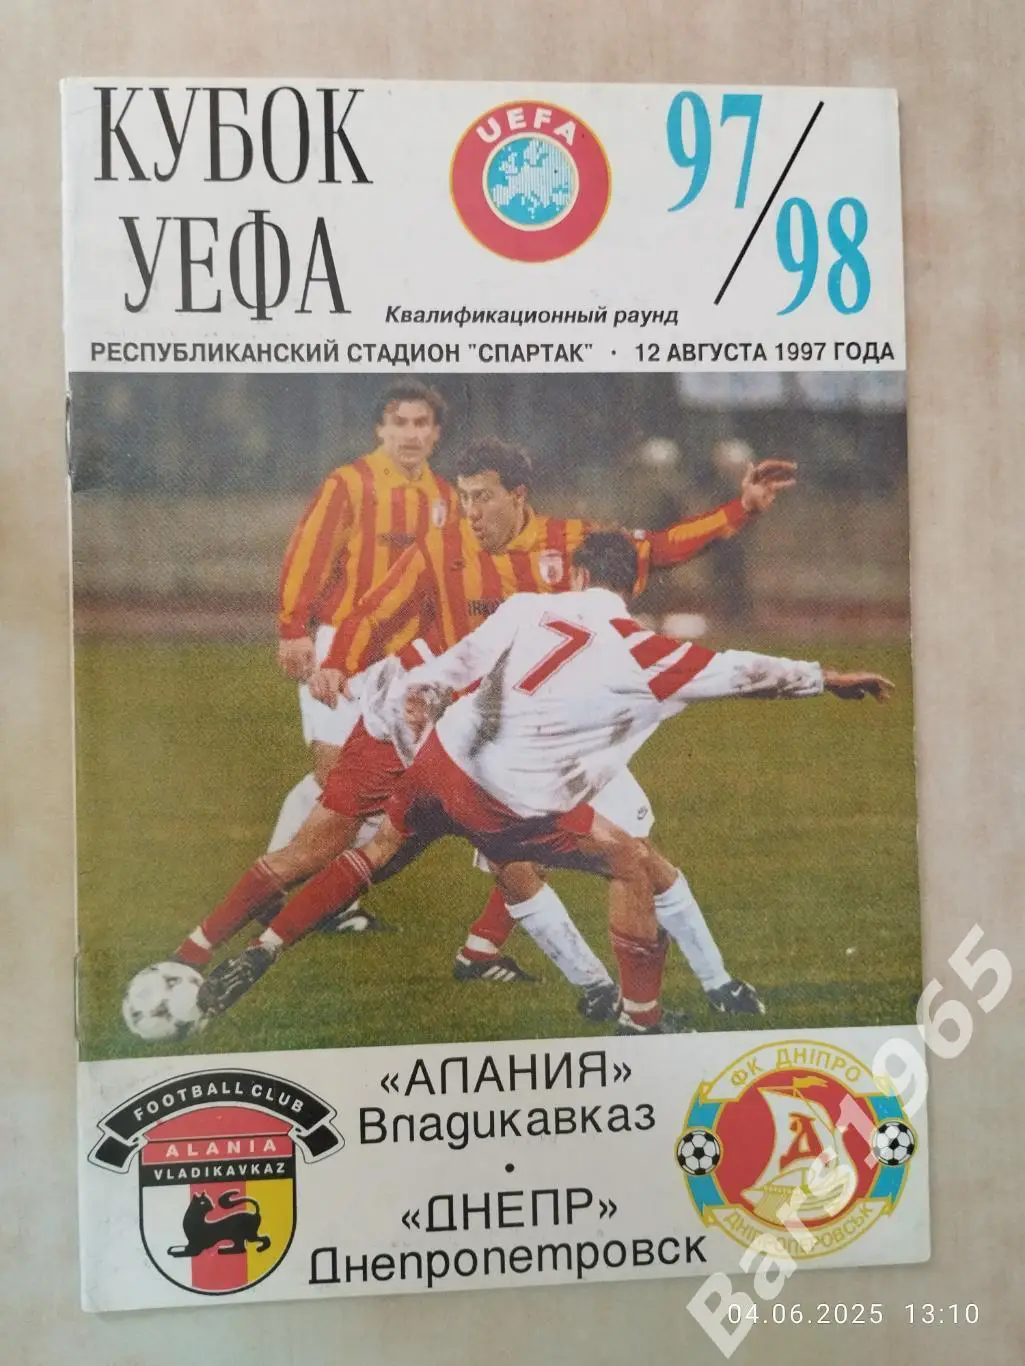 КУБОК
УЕФА
UEFA
97/98
Квалификационный раунд
РЕСПУБЛИКАНСКИЙ СТАДИОН "СПАРТАК" · 12 АВГУСТА 1997 ГОДА
7
«АЛАНИЯ»
Владикавказ
·
«ДНЕПР»
Днепропетровск
FOOTBALL CLUB
ALANIA
VLADIKAVKAZ
ФК ДНІПРО
Д
ДНІПРОПЕТРОВСЬК
Bars1965
04.06.2025 13:10